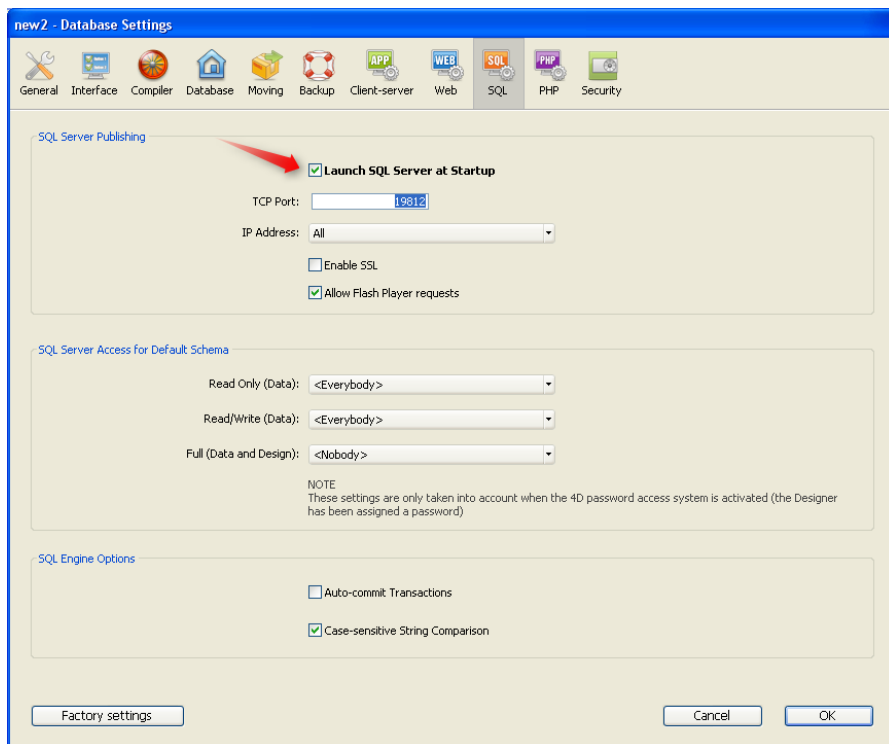 new2 - Database Settings
General Interface Compiler Database Moving Backup Client-server Web SQL PHP Security
APP WEB SQL PHP
SQL Server Publishing
Launch SQL Server at Startup
TCP Port: 19812
IP Address: All
Enable SSL
Allow Flash Player requests
SQL Server Access for Default Schema
Read Only (Data): <Everybody>
Read/Write (Data): <Everybody>
Full (Data and Design): <Nobody>
NOTE
These settings are only taken into account when the 4D password access system is activated (the Designer
has been assigned a password)
SQL Engine Options
Auto-commit Transactions
Case-sensitive String Comparison
Factory settings Cancel OK